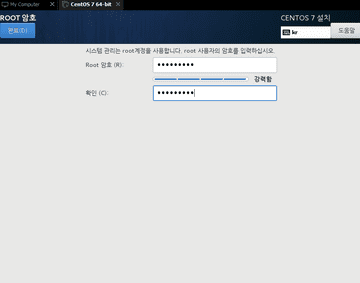 My Computer
CentOS 7 64-bit
ROOT 암호
CENTOS 7 설치
완료(D)
kr
도움말
시스템 관리는 root계정을 사용합니다. root 사용자의 암호를 입력하십시오.
Root 암호 (R):
●●●●●●●●●
강력함
확인 (C):
●●●●●●●●●